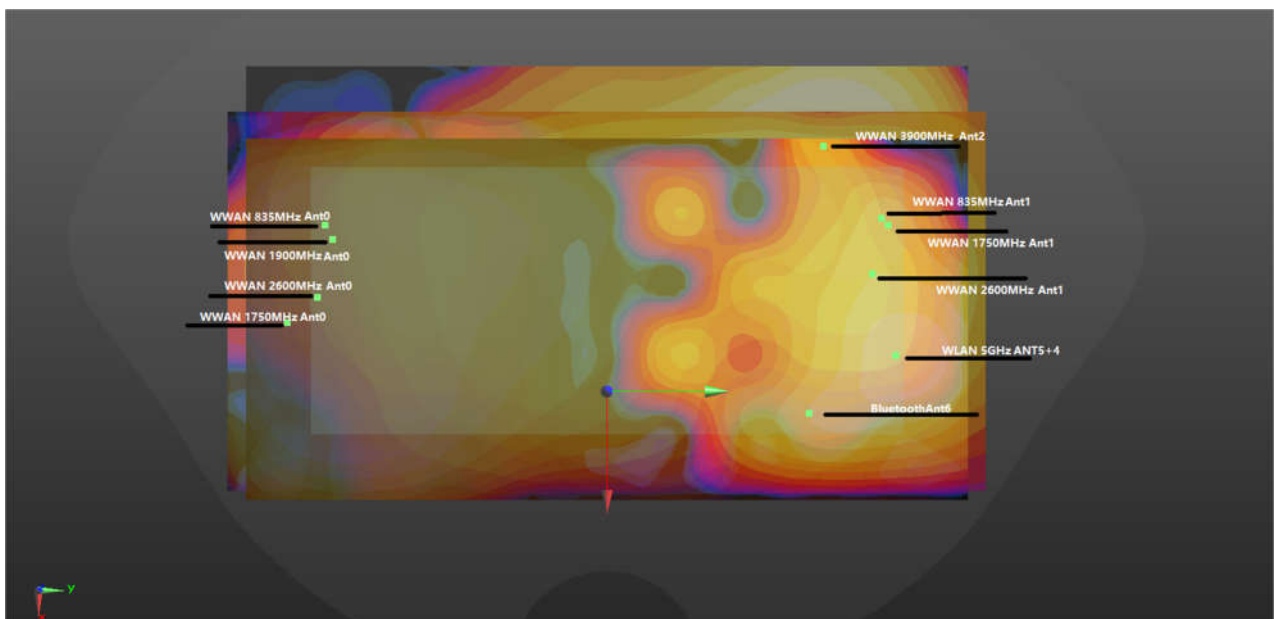 WWAN 3900MHz Ant2
WWAN 835MHz Ant1
WWAN 835MHz Ant0
WWAN 1750MHz Ant1
WWAN 1900MHz Ant0
WWAN 2600MHz Ant0
WWAN 2600MHz Ant1
WWAN 1750MHz Ant0
WLAN 5GHz ANT5+4
BluetoothAnt6
Y
X